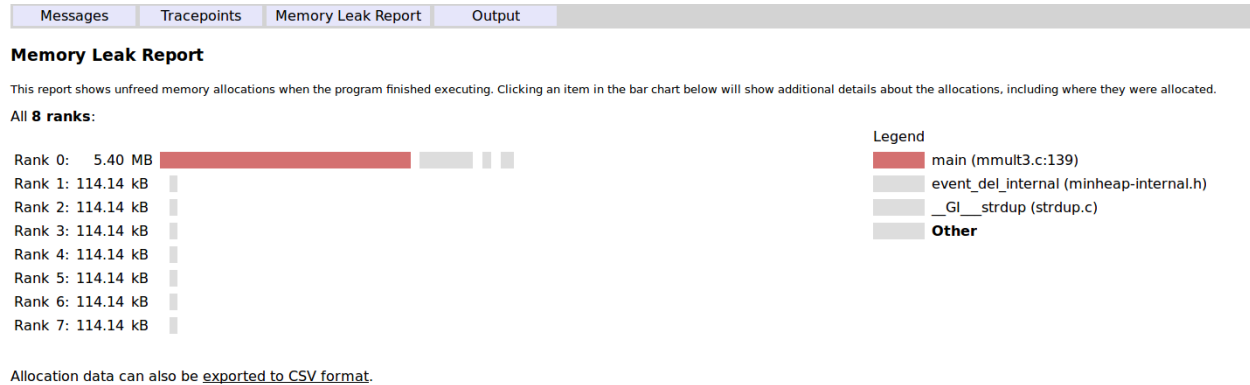 Messages Tracepoints Memory Leak Report Output
Memory Leak Report
This report shows unfreed memory allocations when the program finished executing. Clicking an item in the bar chart below will show additional details about the allocations, including where they were allocated.
All 8 ranks:
Legend
Rank 0: 5.40 MB
main (mmult3.c:139)
Rank 1: 114.14 kB
event_del_internal (minheap-internal.h)
Rank 2: 114.14 kB
__GI___strdup (strdup.c)
Rank 3: 114.14 kB
Other
Rank 4: 114.14 kB
Rank 5: 114.14 kB
Rank 6: 114.14 kB
Rank 7: 114.14 kB
Allocation data can also be exported to CSV format.